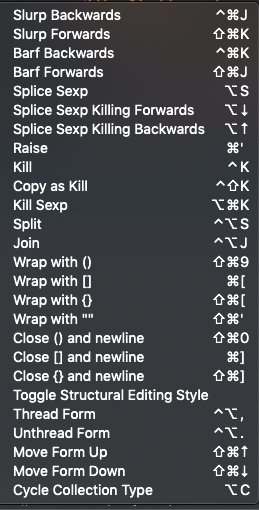 Slurp Backwards ^⌘J
Slurp Forwards ⇧⌘K
Barf Backwards ^⌘K
Barf Forwards ⇧⌘J
Splice Sexp ⌥S
Splice Sexp Killing Forwards ⌥↓
Splice Sexp Killing Backwards ⌥↑
Raise ⌘'
Kill ^K
Copy as Kill ^⇧K
Kill Sexp ⌥⌘K
Split ^⌥S
Join ^⌥J
Wrap with () ⇧⌘9
Wrap with [] ⌘[
Wrap with {} ⇧⌘[
Wrap with "" ⇧⌘'
Close () and newline ⇧⌘0
Close [] and newline ⌘]
Close {} and newline ⇧⌘]
Toggle Structural Editing Style
Thread Form ^⌥,
Unthread Form ^⌥.
Move Form Up ⇧⌘↑
Move Form Down ⇧⌘↓
Cycle Collection Type ⌥C